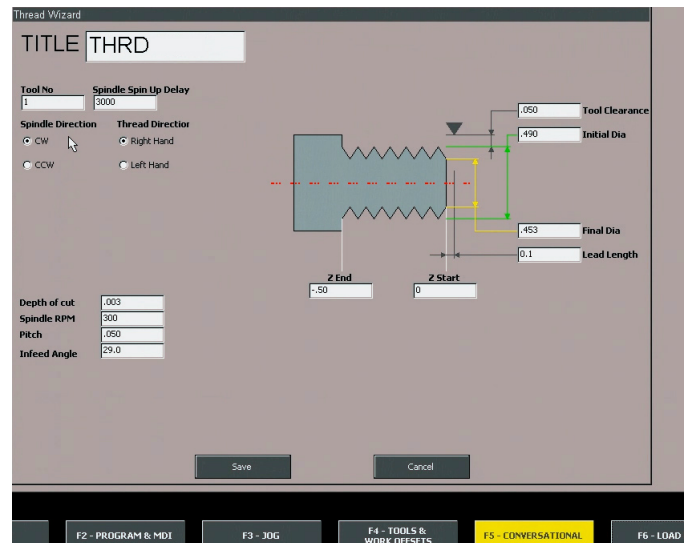 Thread Wizard
TITLE THRD
Tool No Spindle Spin Up Delay
1 3000
Spindle Direction Thread Direction
CW Right Hand
CCW Left Hand
.050 Tool Clearance
.490 Initial Dia
.453 Final Dia
0.1 Lead Length
Z End Z Start
-.50 0
Depth of cut .003
Spindle RPM 300
Pitch .050
Infeed Angle 29.0
Save Cancel
F2 - PROGRAM & MDI F3 - JOG F4 - TOOLS & WORK OFFSETS F5 - CONVERSATIONAL F6 - LOAD